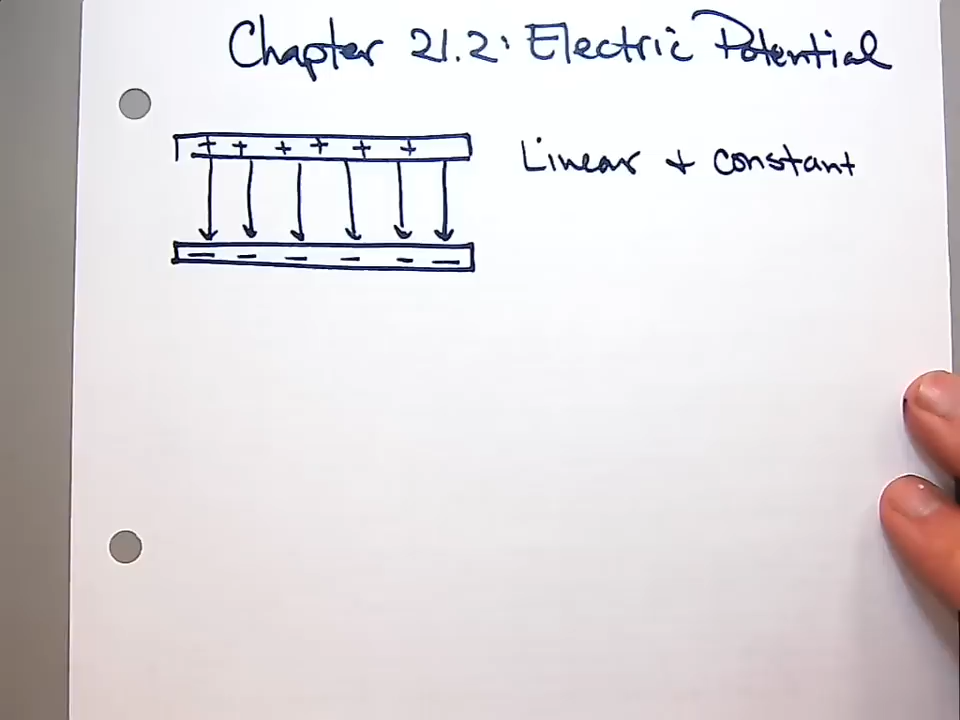 Chapter 21.2: Electric Potential
+ + + + + +
Linear + constant
- - - - - -